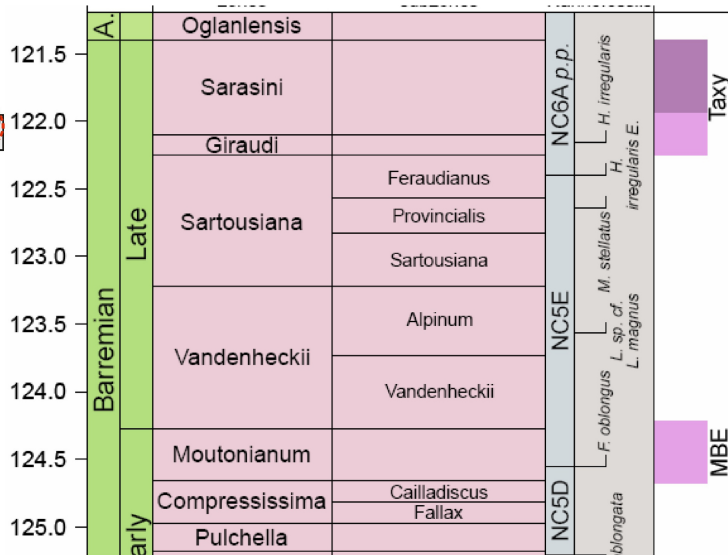 A.
Oglanlensis
121.5
Sarasini
122.0
Giraudi
122.5
Sartousiana
Feraudianus
Provincialis
123.0
Sartousiana
123.5
Alpinum
Vandenheckii
124.0
Vandenheckii
124.5
Moutonianum
Compressissima
Cailladiscus
Fallax
125.0
Pulchella
Barremian
Late
arly
NC6A p.p.
NC5E
NC5D
H. irregularis
H.
irregularis E.
M. stellatus
L. sp. cf.
L. magnus
F. oblongus
oblongata
Taxy
MBE